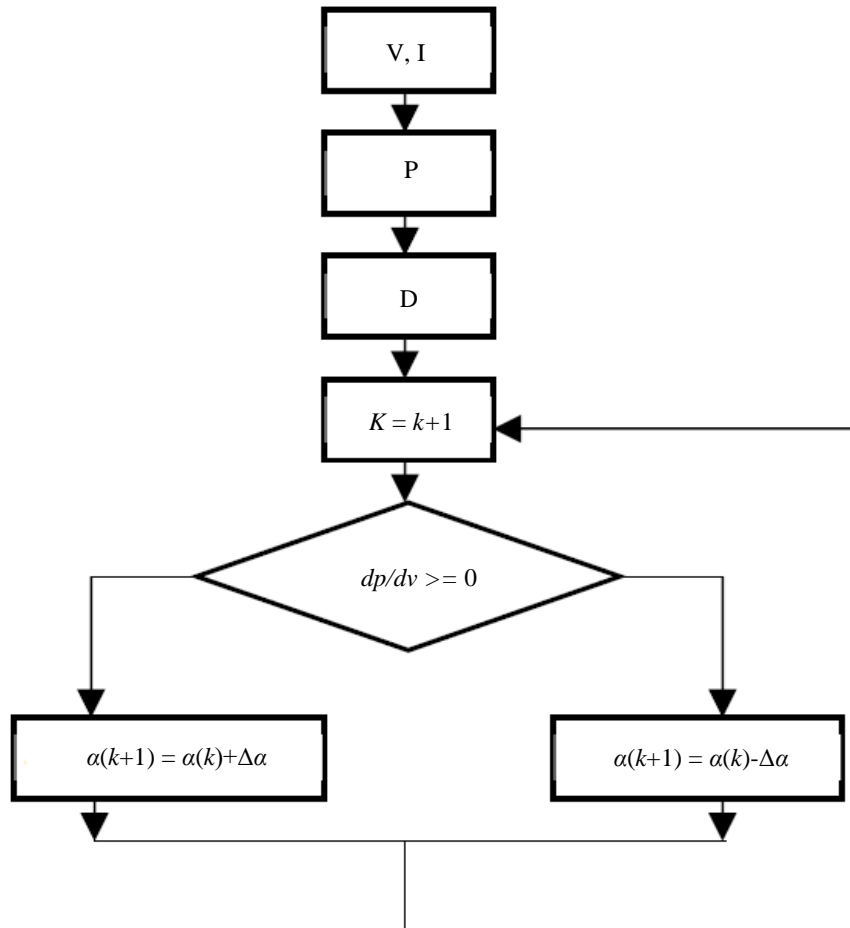 V, I
P
D
K = k+1
dp/dv >= 0
α(k+1) = α(k)+Δα
α(k+1) = α(k)-Δα